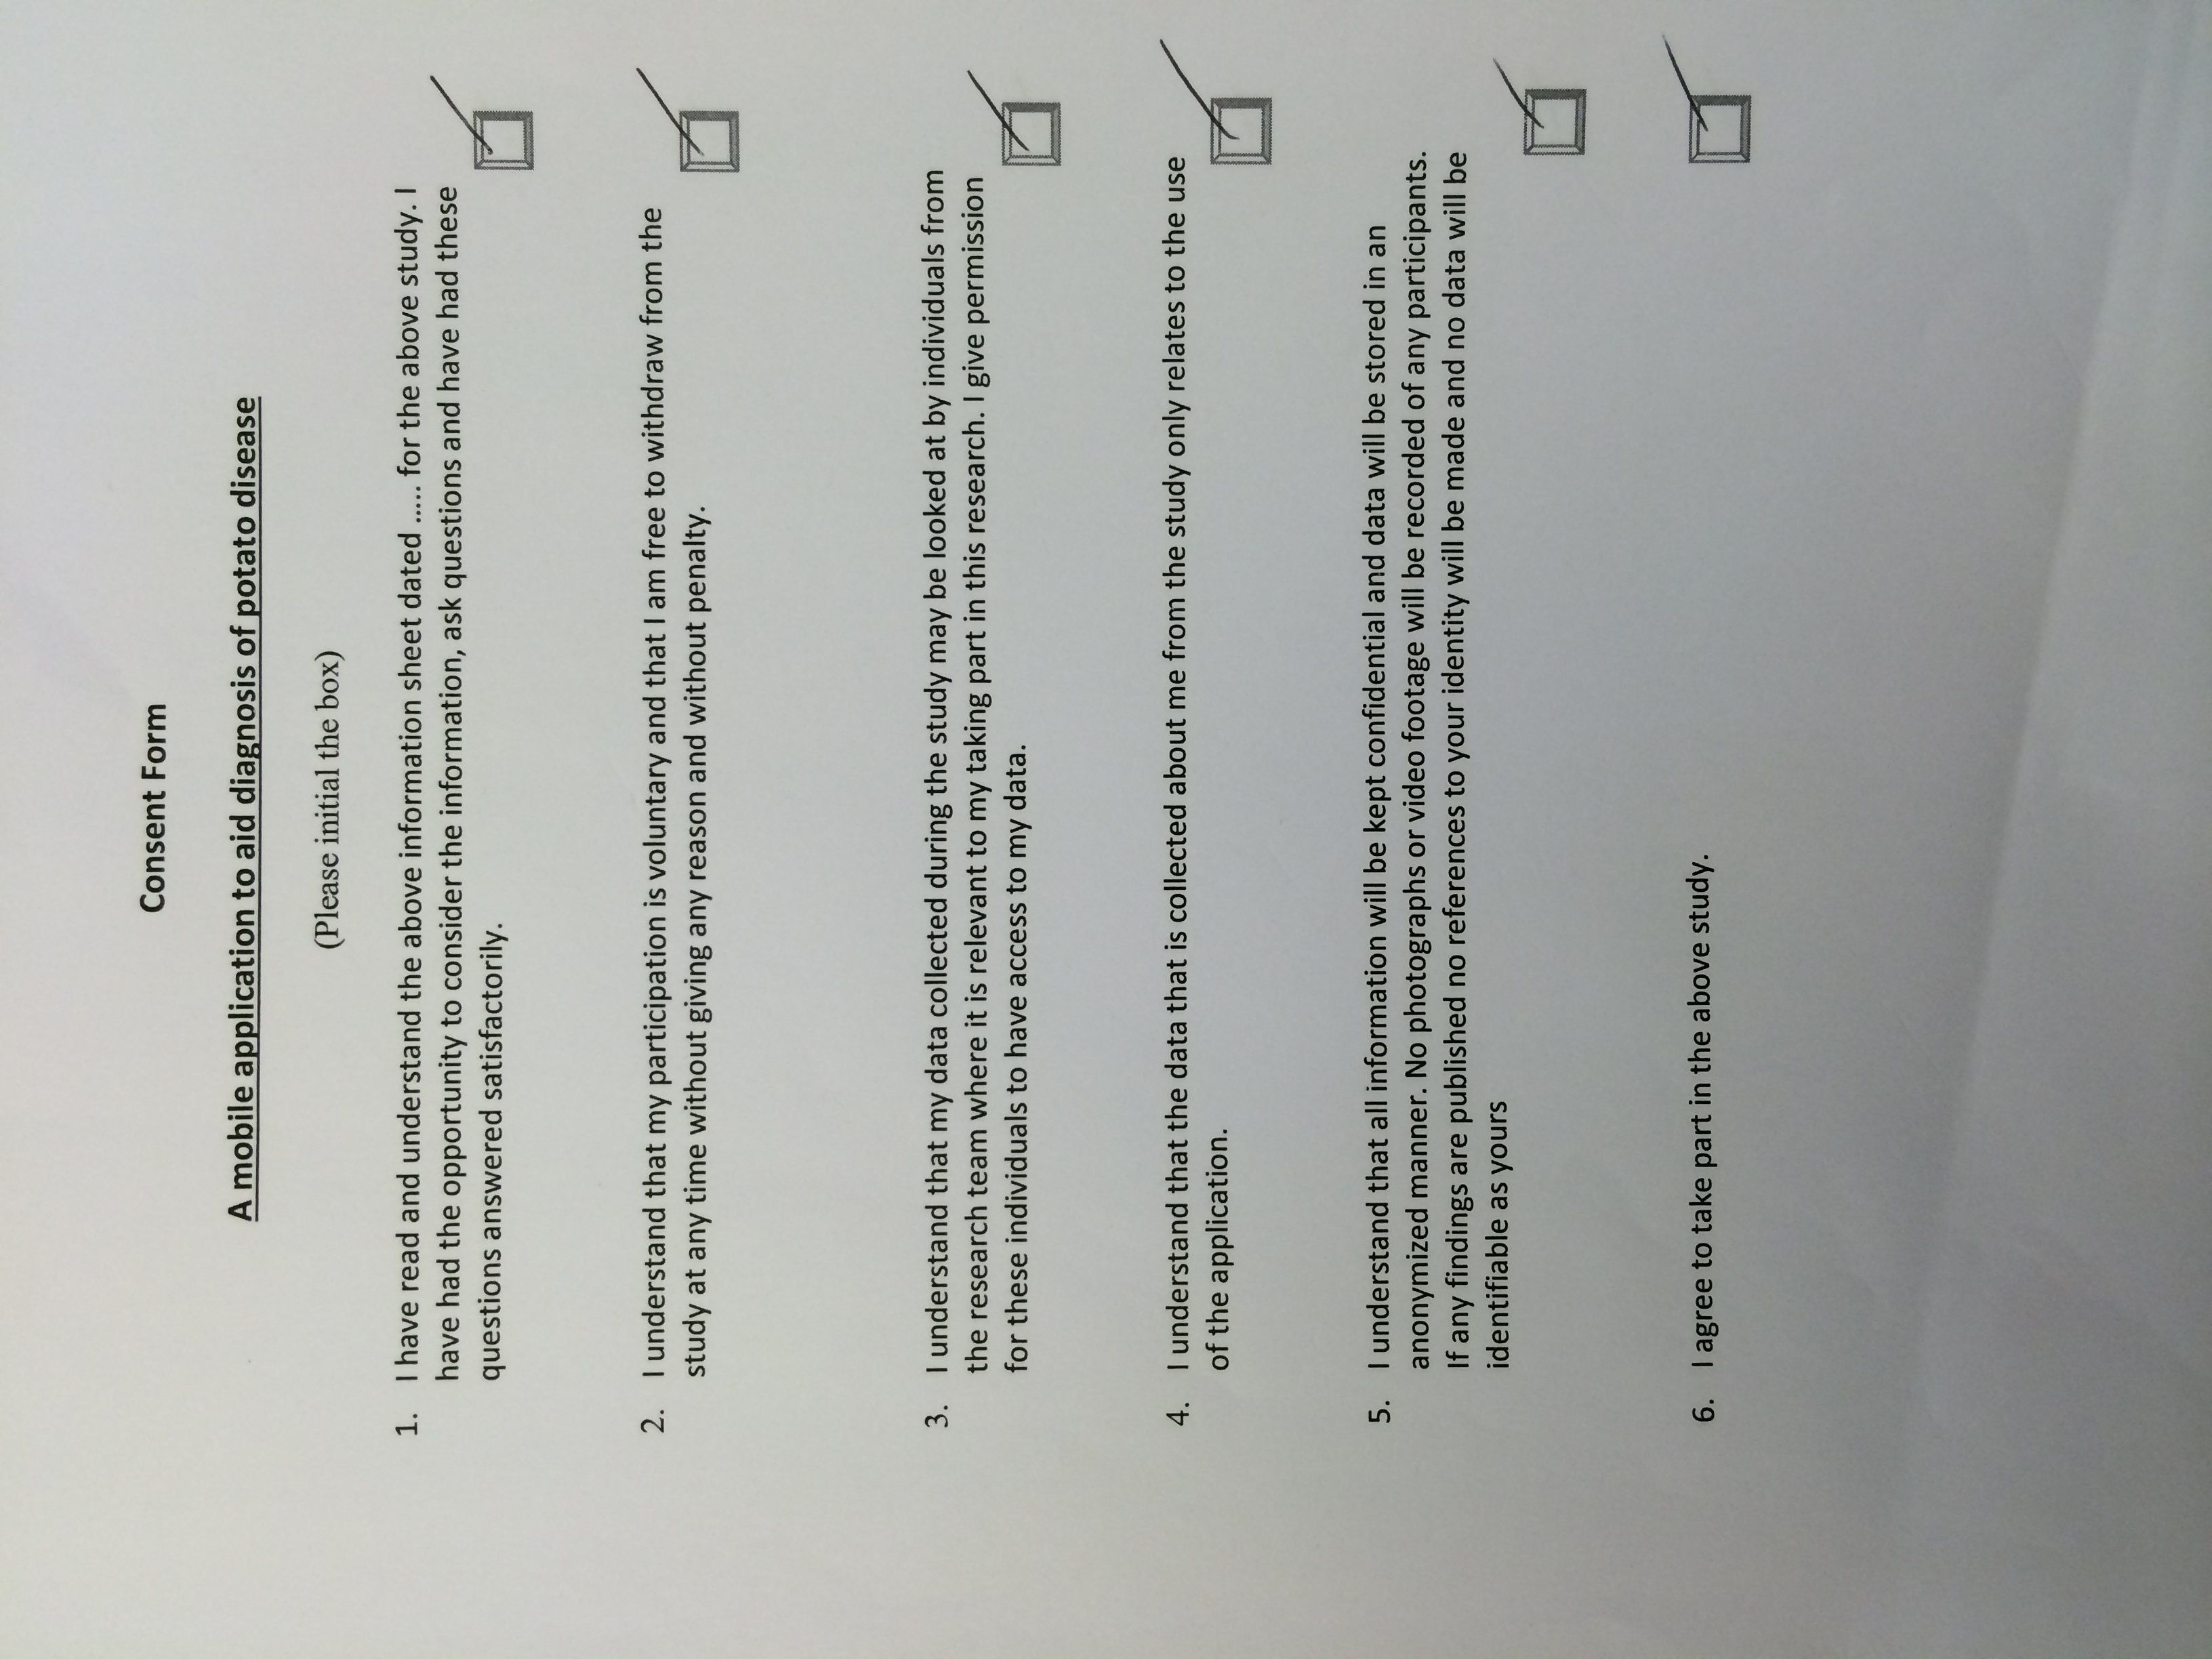 Consent Form
A mobile application to aid diagnosis of potato disease
(Please initial the box)
1. I have read and understand the above information sheet dated ..... for the above study. I
have had the opportunity to consider the information, ask questions and have had these
questions answered satisfactorily.
2. I understand that my participation is voluntary and that I am free to withdraw from the
study at any time without giving any reason and without penalty.
3. I understand that my data collected during the study may be looked at by individuals from
the research team where it is relevant to my taking part in this research. I give permission
for these individuals to have access to my data.
4. I understand that the data that is collected about me from the study only relates to the use
of the application.
5. I understand that all information will be kept confidential and data will be stored in an
anonymized manner. No photographs or video footage will be recorded of any participants.
If any findings are published no references to your identity will be made and no data will be
identifiable as yours
6. I agree to take part in the above study.